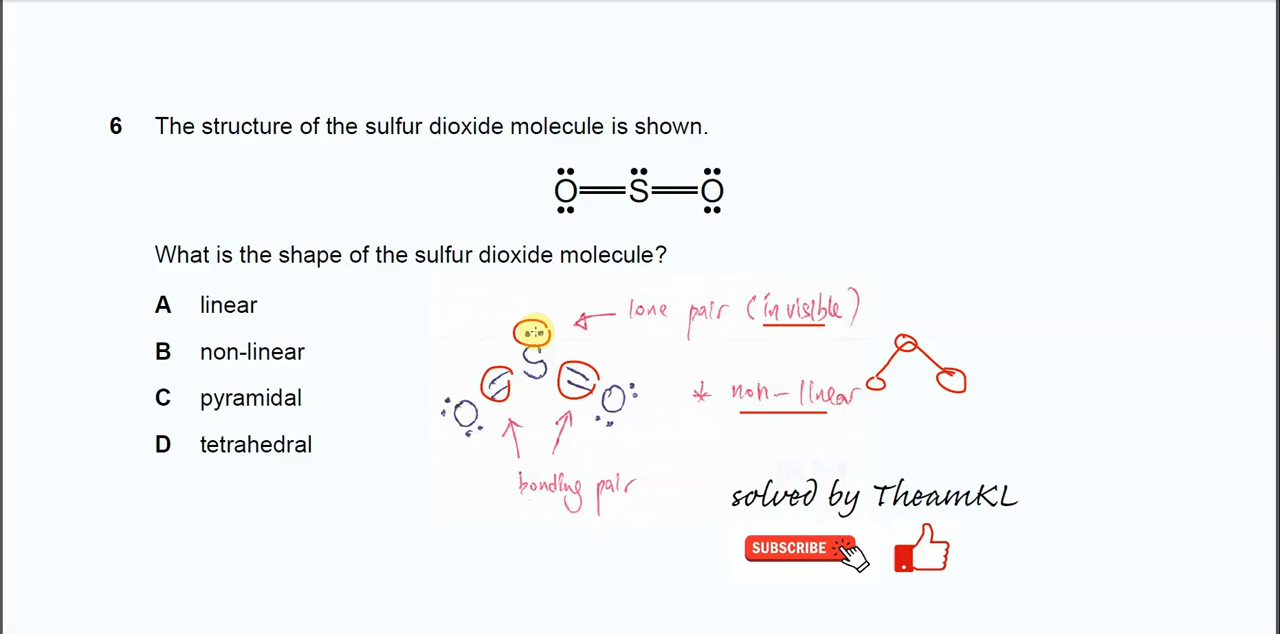 6 The structure of the sulfur dioxide molecule is shown.
O S O
What is the shape of the sulfur dioxide molecule?
A linear
B non-linear
C pyramidal
D tetrahedral
lone pair (invisible)
S
O O
* non-linear
bonding pair
solved by TheamKL
SUBSCRIBE